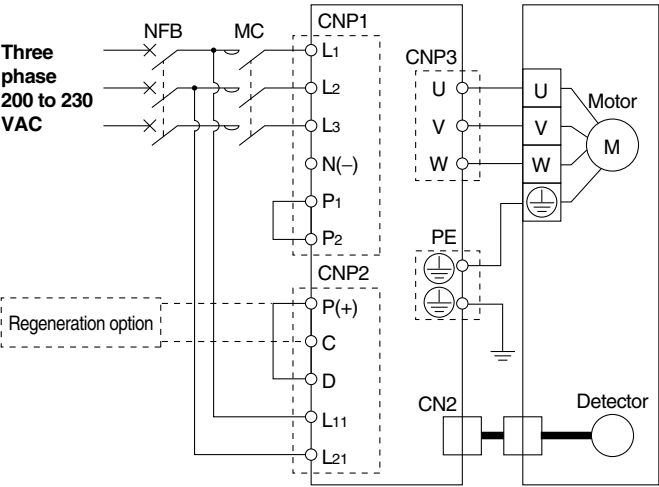 NFB
MC
CNP1
Three
phase
200 to 230
VAC
L1
L2
L3
N(−)
P1
P2
CNP3
U
V
W
U
V
W
Motor
M
PE
CNP2
Regeneration option
P(+)
C
D
L11
L21
CN2
Detector